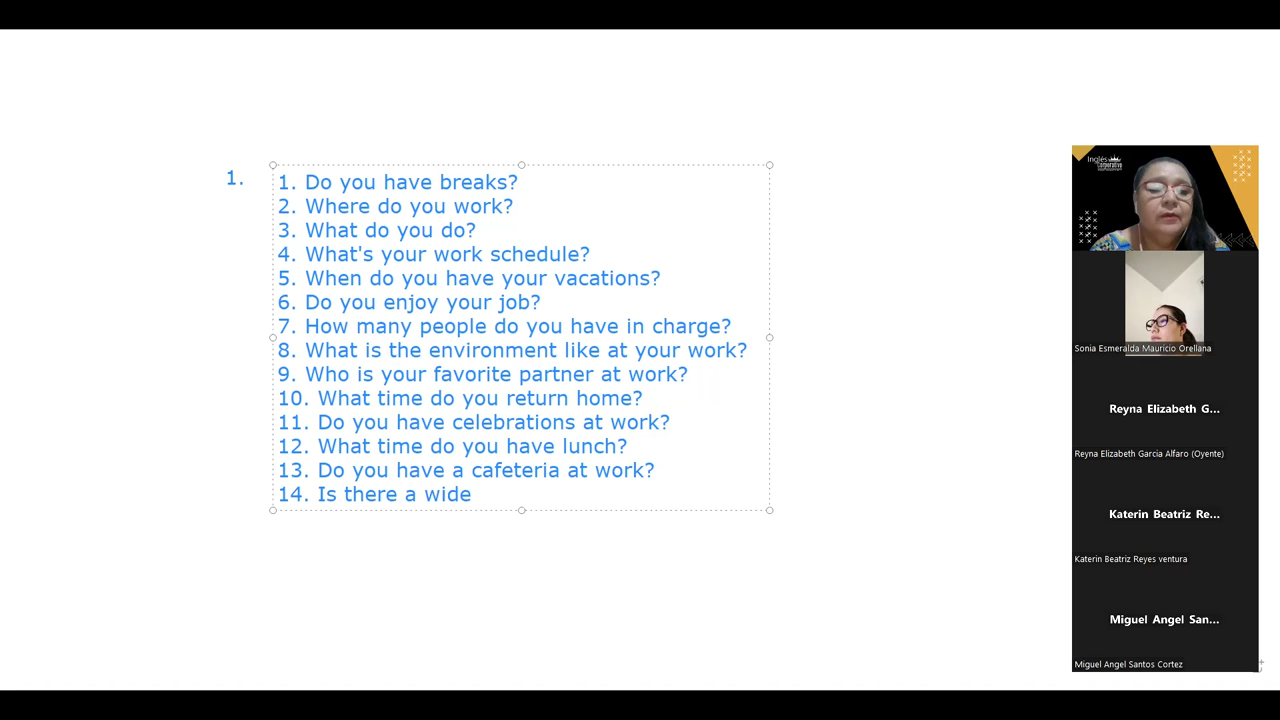 1.
1. Do you have breaks?
2. Where do you work?
3. What do you do?
4. What's your work schedule?
5. When do you have your vacations?
6. Do you enjoy your job?
7. How many people do you have in charge?
8. What is the environment like at your work?
9. Who is your favorite partner at work?
10. What time do you return home?
11. Do you have celebrations at work?
12. What time do you have lunch?
13. Do you have a cafeteria at work?
14. Is there a wide
Inglés
Corporativo
Sonia Esmeralda Mauricio Orellana
Reyna Elizabeth G...
Reyna Elizabeth Garcia Alfaro (Oyente)
Katerin Beatriz Re...
Katerin Beatriz Reyes ventura
Miguel Angel San...
Miguel Angel Santos Cortez